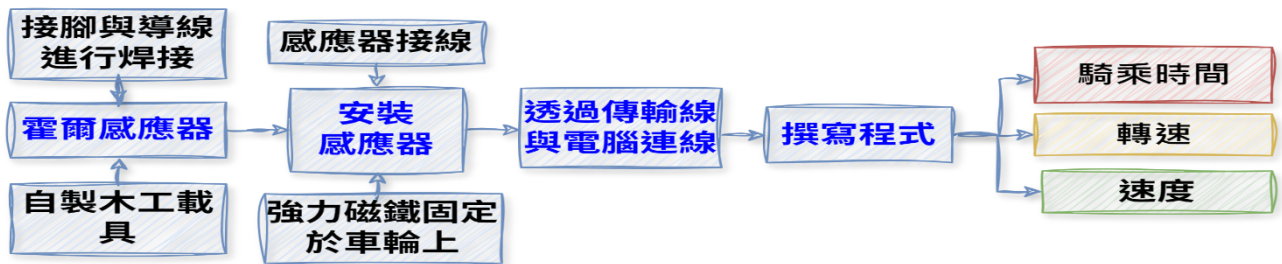 接腳與導線
進行焊接
霍爾感應器
自製木工載
具
感應器接線
安裝
感應器
強力磁鐵固定
於車輪上
透過傳輸線
與電腦連線
撰寫程式
騎乘時間
轉速
速度